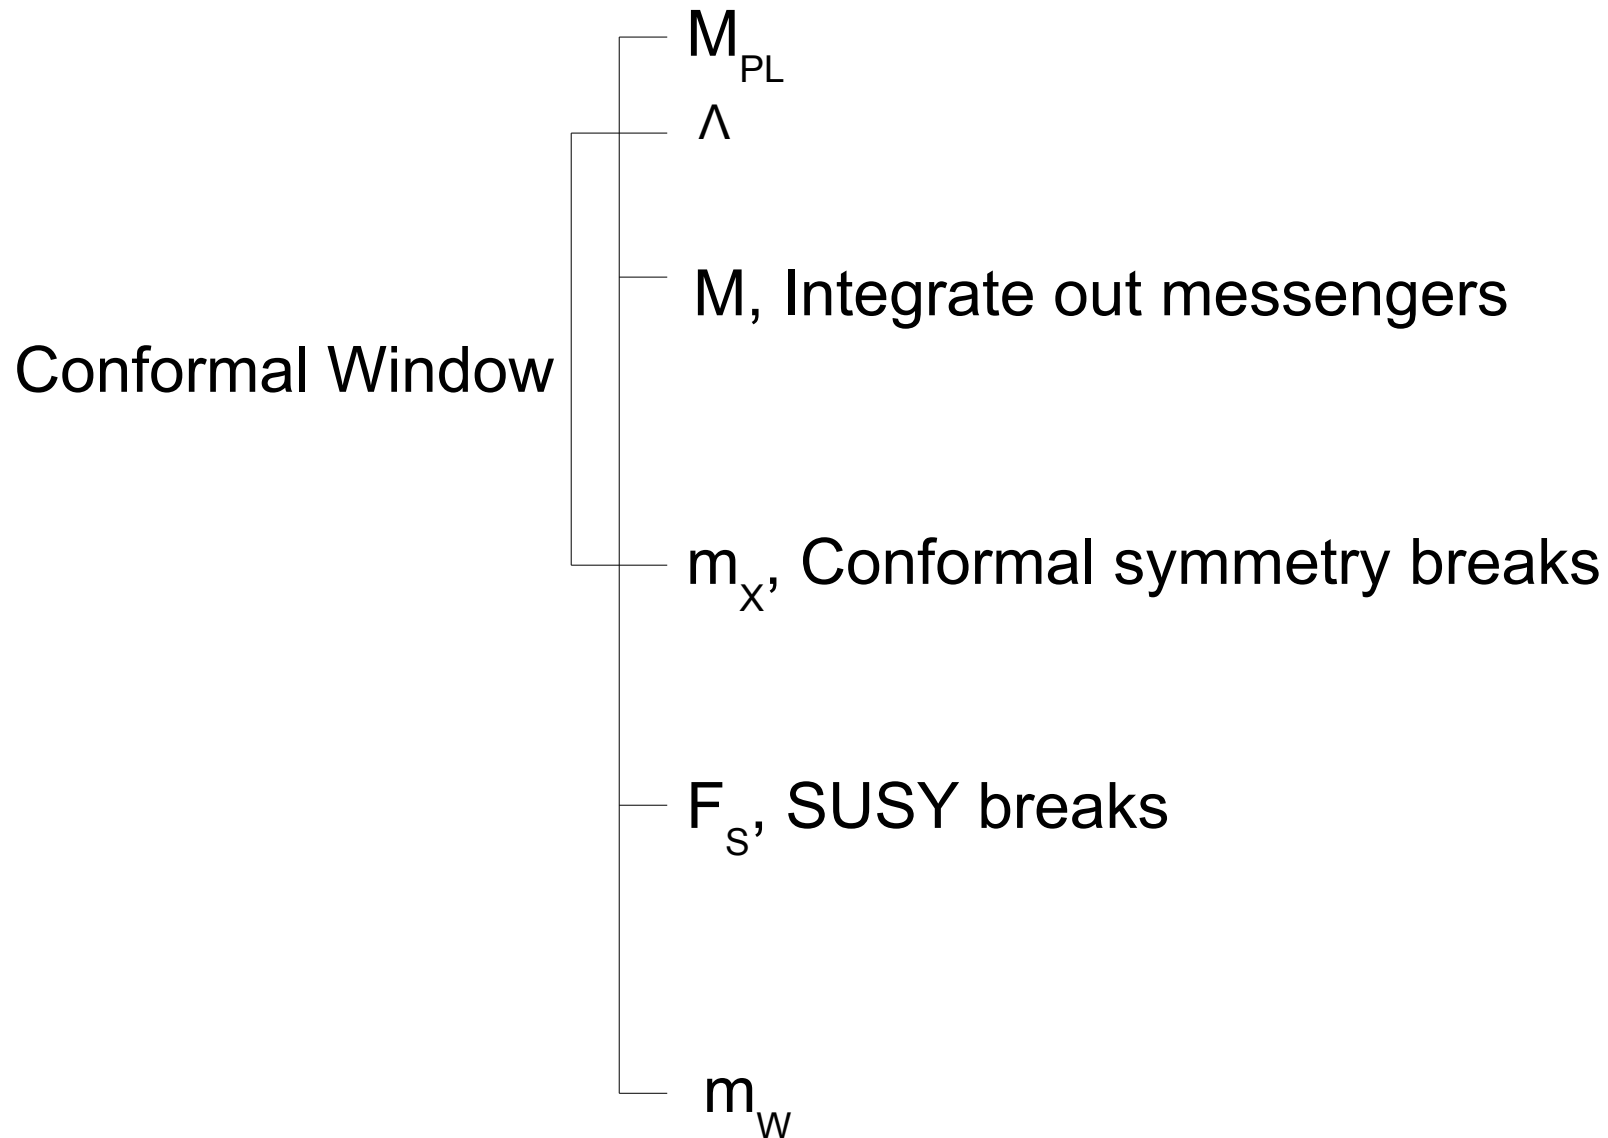 M_PL
Λ
M, Integrate out messengers
Conformal Window
m_X, Conformal symmetry breaks
F_S, SUSY breaks
m_W